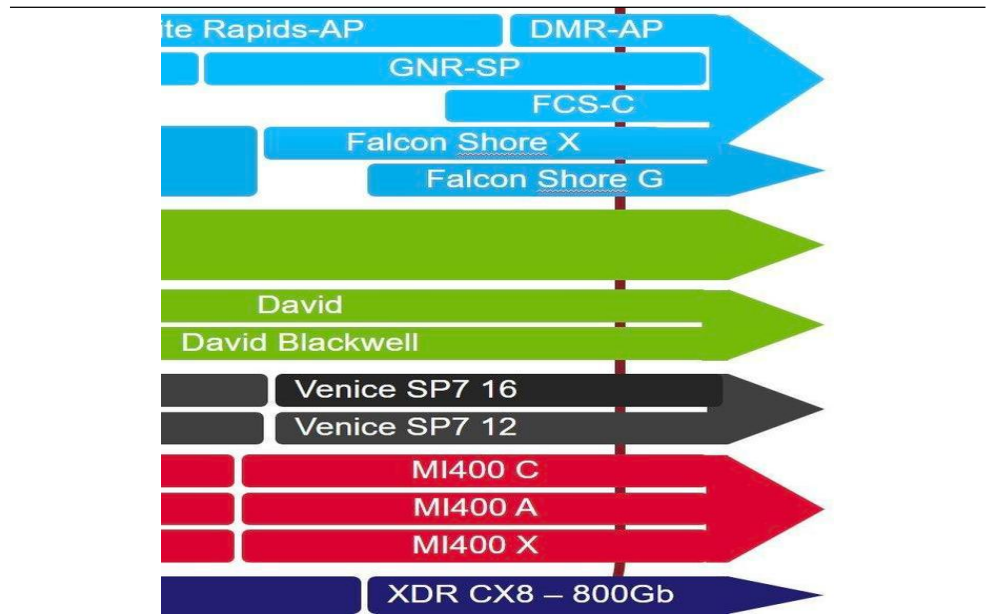 ite Rapids-AP DMR-AP
GNR-SP
FCS-C
Falcon Shore X
Falcon Shore G
David
David Blackwell
Venice SP7 16
Venice SP7 12
MI400 C
MI400 A
MI400 X
XDR CX8 – 800Gb